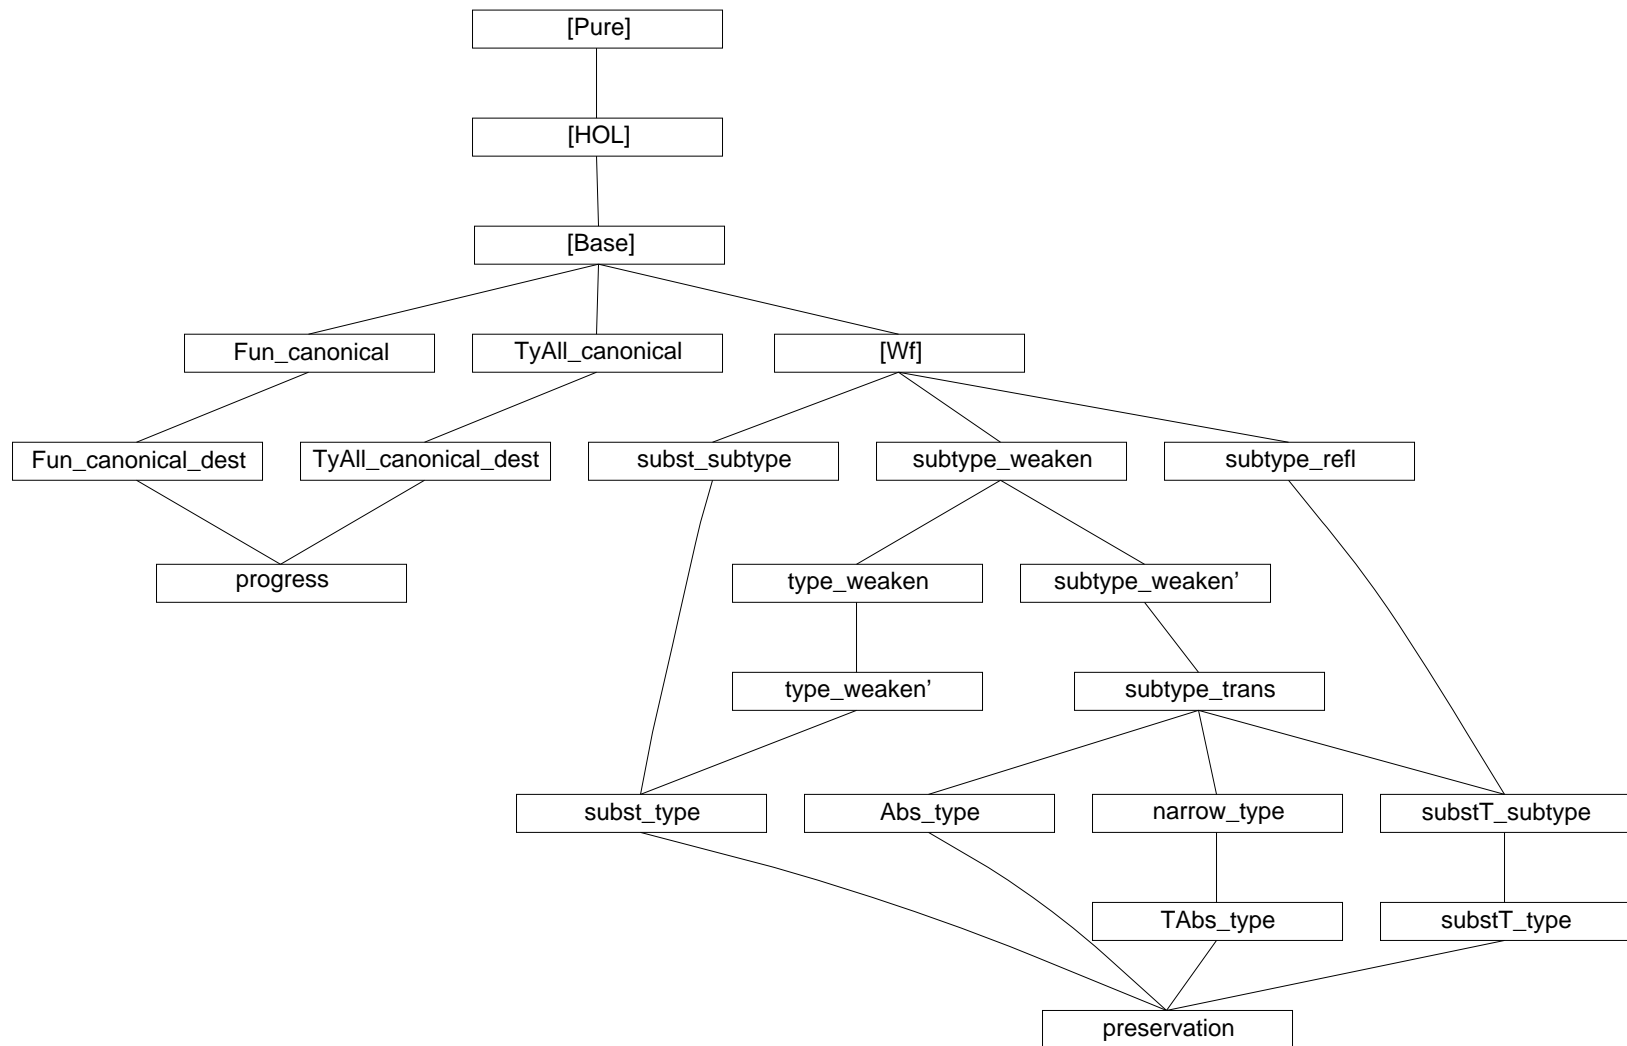 [Pure]
[HOL]
[Base]
Fun_canonical
TyAll_canonical
[Wf]
Fun_canonical_dest
TyAll_canonical_dest
subst_subtype
subtype_weaken
subtype_refl
progress
type_weaken
subtype_weaken’
type_weaken’
subtype_trans
subst_type
Abs_type
narrow_type
substT_subtype
TAbs_type
substT_type
preservation